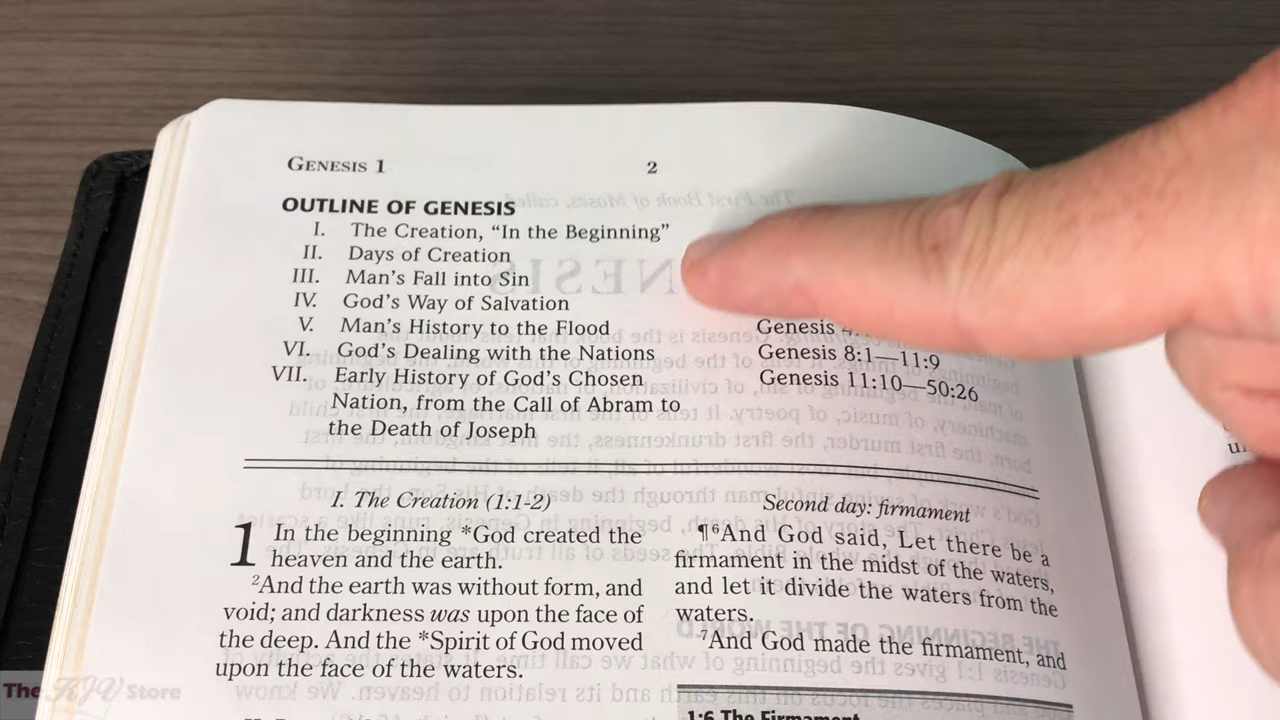 GENESIS 1 2
OUTLINE OF GENESIS
I. The Creation, “In the Beginning”
II. Days of Creation
III. Man’s Fall into Sin
IV. God’s Way of Salvation
V. Man’s History to the Flood Genesis
VI. God’s Dealing with the Nations Genesis 8:1—11:9
VII. Early History of God’s Chosen Genesis 11:10—50:26
Nation, from the Call of Abram to
the Death of Joseph
I. The Creation (1:1-2)
1 In the beginning *God created the
heaven and the earth.
2And the earth was without form, and
void; and darkness was upon the face of
the deep. And the *Spirit of God moved
upon the face of the waters.
Second day: firmament
¶6And God said, Let there be a
firmament in the midst of the waters,
and let it divide the waters from the
waters.
7And God made the firmament, and
1:6 The Firmament
The KJV Store